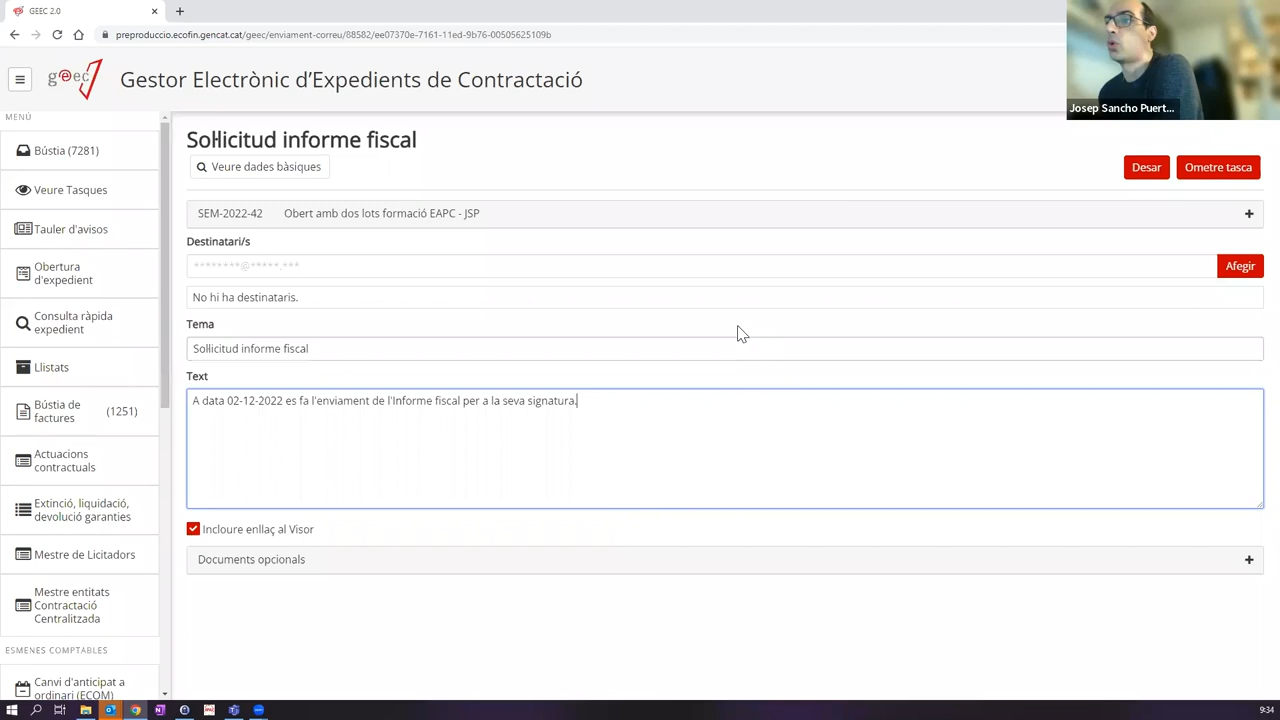 GEEC 2.0
preproduccio.ecofin.gencat.cat/geec/enviament-correu/88582/ee07370e-7161-11ed-9b76-00505625109b
Josep Sancho Puert...
g@ec
Gestor Electrònic d'Expedients de Contractació
MENÚ
Bústia (7281)
Veure Tasques
Tauler d'avisos
Obertura
d'expedient
Consulta ràpida
expedient
Llistats
Bústia de
factures
(1251)
Actuacions
contractuals
Extinció, liquidació,
devolució garanties
Mestre de Licitadors
Mestre entitats
Contractació
Centralitzada
ESMENES COMPTABLES
Canvi d'anticipat a
ordinari (ECOM)
Sol·licitud informe fiscal
Veure dades bàsiques
Desar
Ometre tasca
SEM-2022-42 Obert amb dos lots formació EAPC - JSP
Destinatari/s
********@*****.***
Afegir
No hi ha destinataris.
Tema
Sol·licitud informe fiscal
Text
A data 02-12-2022 es fa l'enviament de l'Informe fiscal per a la seva signatura.
Incloure enllaç al Visor
Documents opcionals
9:34